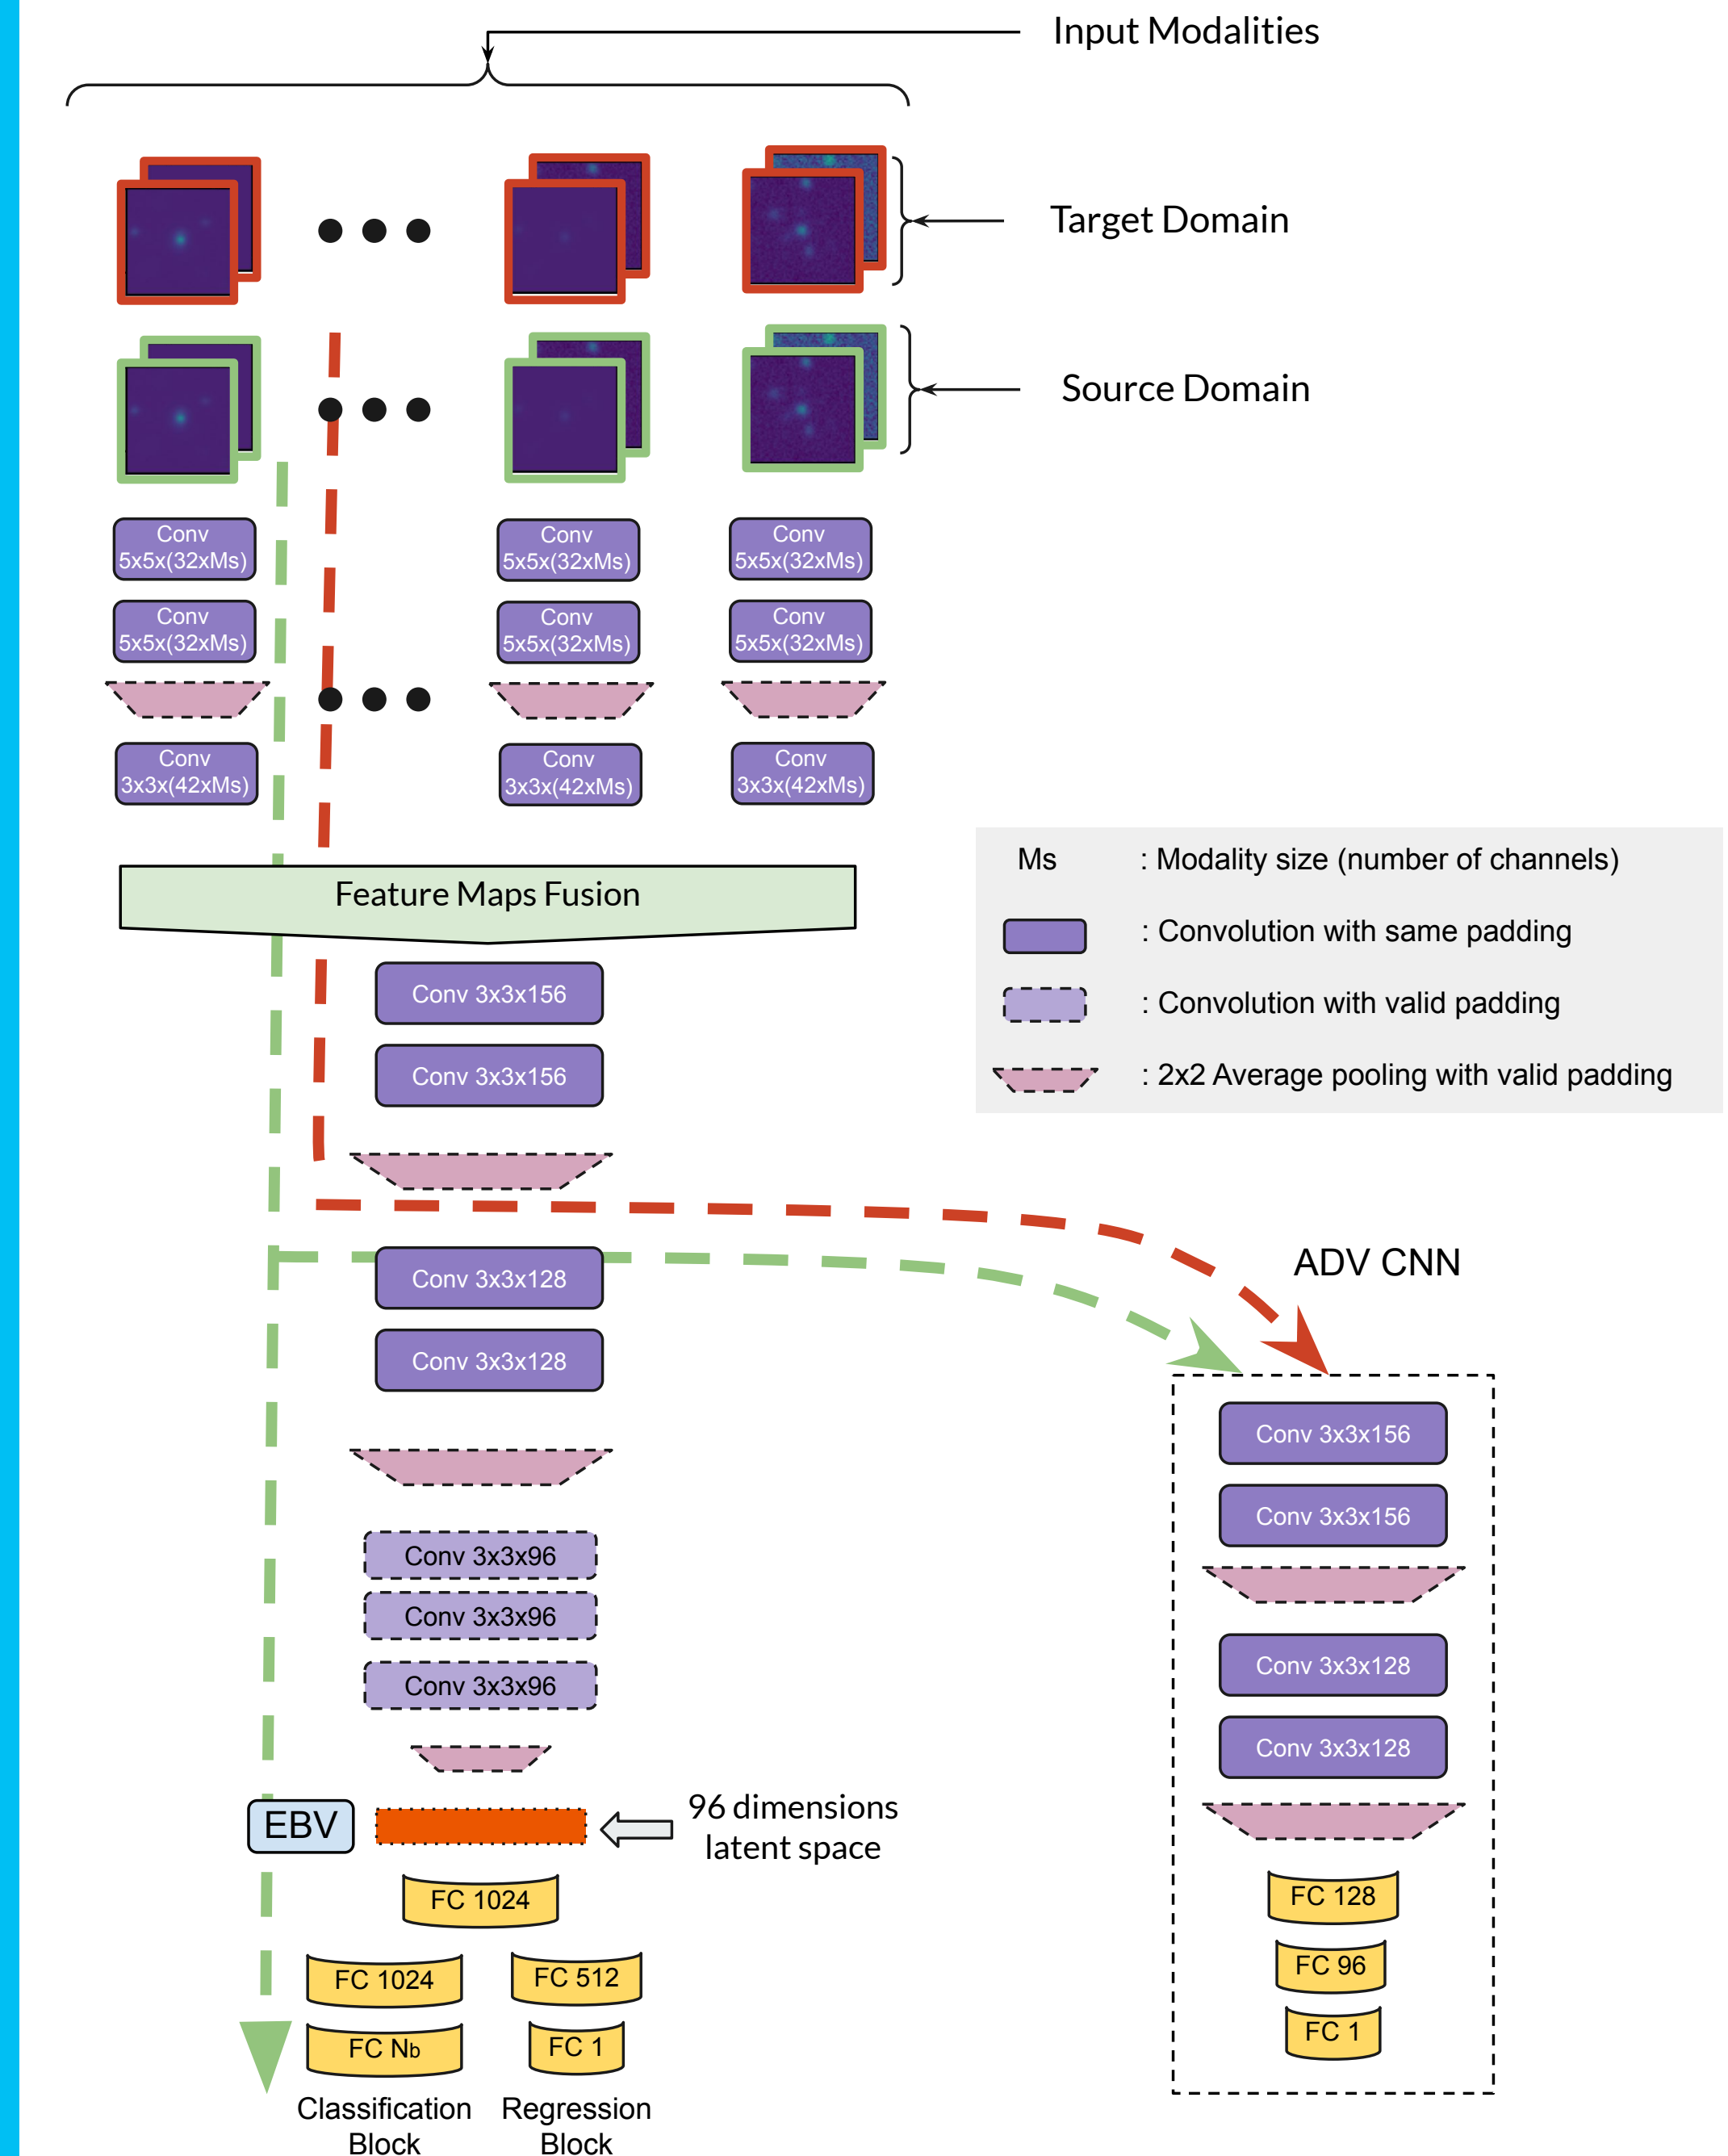 Input Modalities
Target Domain
Source Domain
Conv
5x5x(32xMs)
Conv
5x5x(32xMs)
Conv
5x5x(32xMs)
Conv
5x5x(32xMs)
Conv
5x5x(32xMs)
Conv
5x5x(32xMs)
Conv
3x3x(42xMs)
Conv
3x3x(42xMs)
Conv
3x3x(42xMs)
Feature Maps Fusion
Ms : Modality size (number of channels)
: Convolution with same padding
: Convolution with valid padding
: 2x2 Average pooling with valid padding
Conv 3x3x156
Conv 3x3x156
Conv 3x3x128
Conv 3x3x128
Conv 3x3x96
Conv 3x3x96
Conv 3x3x96
EBV
96 dimensions
latent space
FC 1024
FC 1024
FC 512
FC Nb
FC 1
Classification
Block
Regression
Block
ADV CNN
Conv 3x3x156
Conv 3x3x156
Conv 3x3x128
Conv 3x3x128
FC 128
FC 96
FC 1